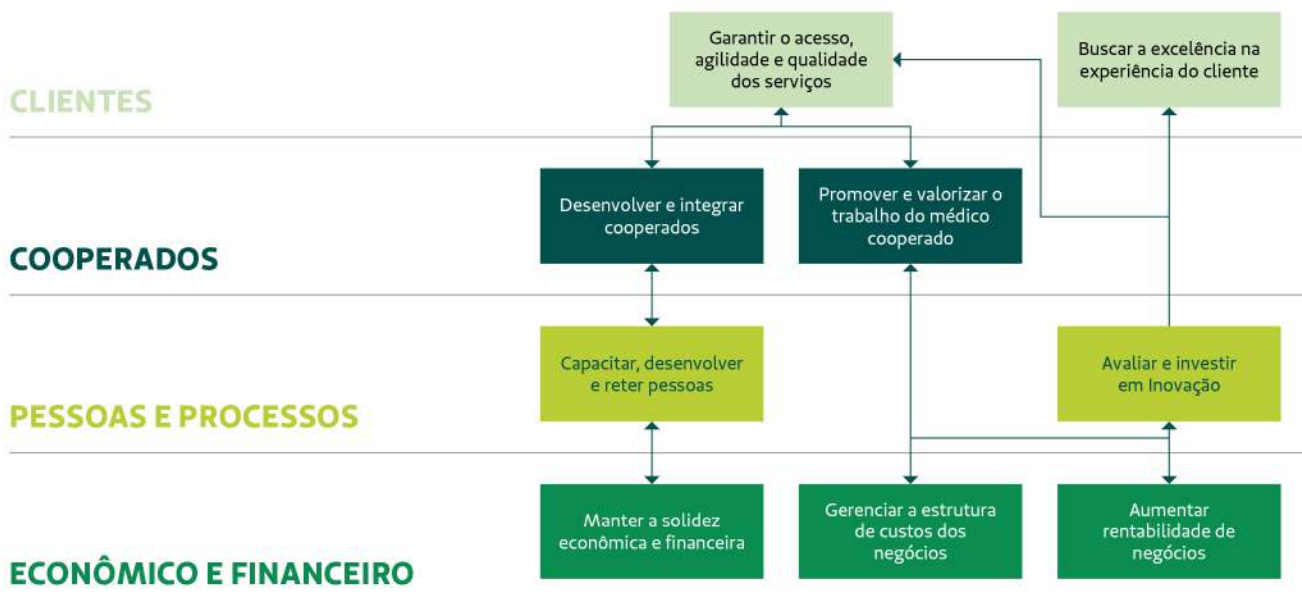 Garantir o acesso,
agilidade e qualidade
dos serviços
Buscar a excelência na
experiência do cliente
CLIENTES
Desenvolver e integrar
cooperados
Promover e valorizar o
trabalho do médico
cooperado
COOPERADOS
Capacitar, desenvolver
e reter pessoas
Avaliar e investir
em Inovação
PESSOAS E PROCESSOS
Manter a solidez
econômica e financeira
Gerenciar a estrutura
de custos dos
negócios
Aumentar
rentabilidade de
negócios
ECONÔMICO E FINANCEIRO